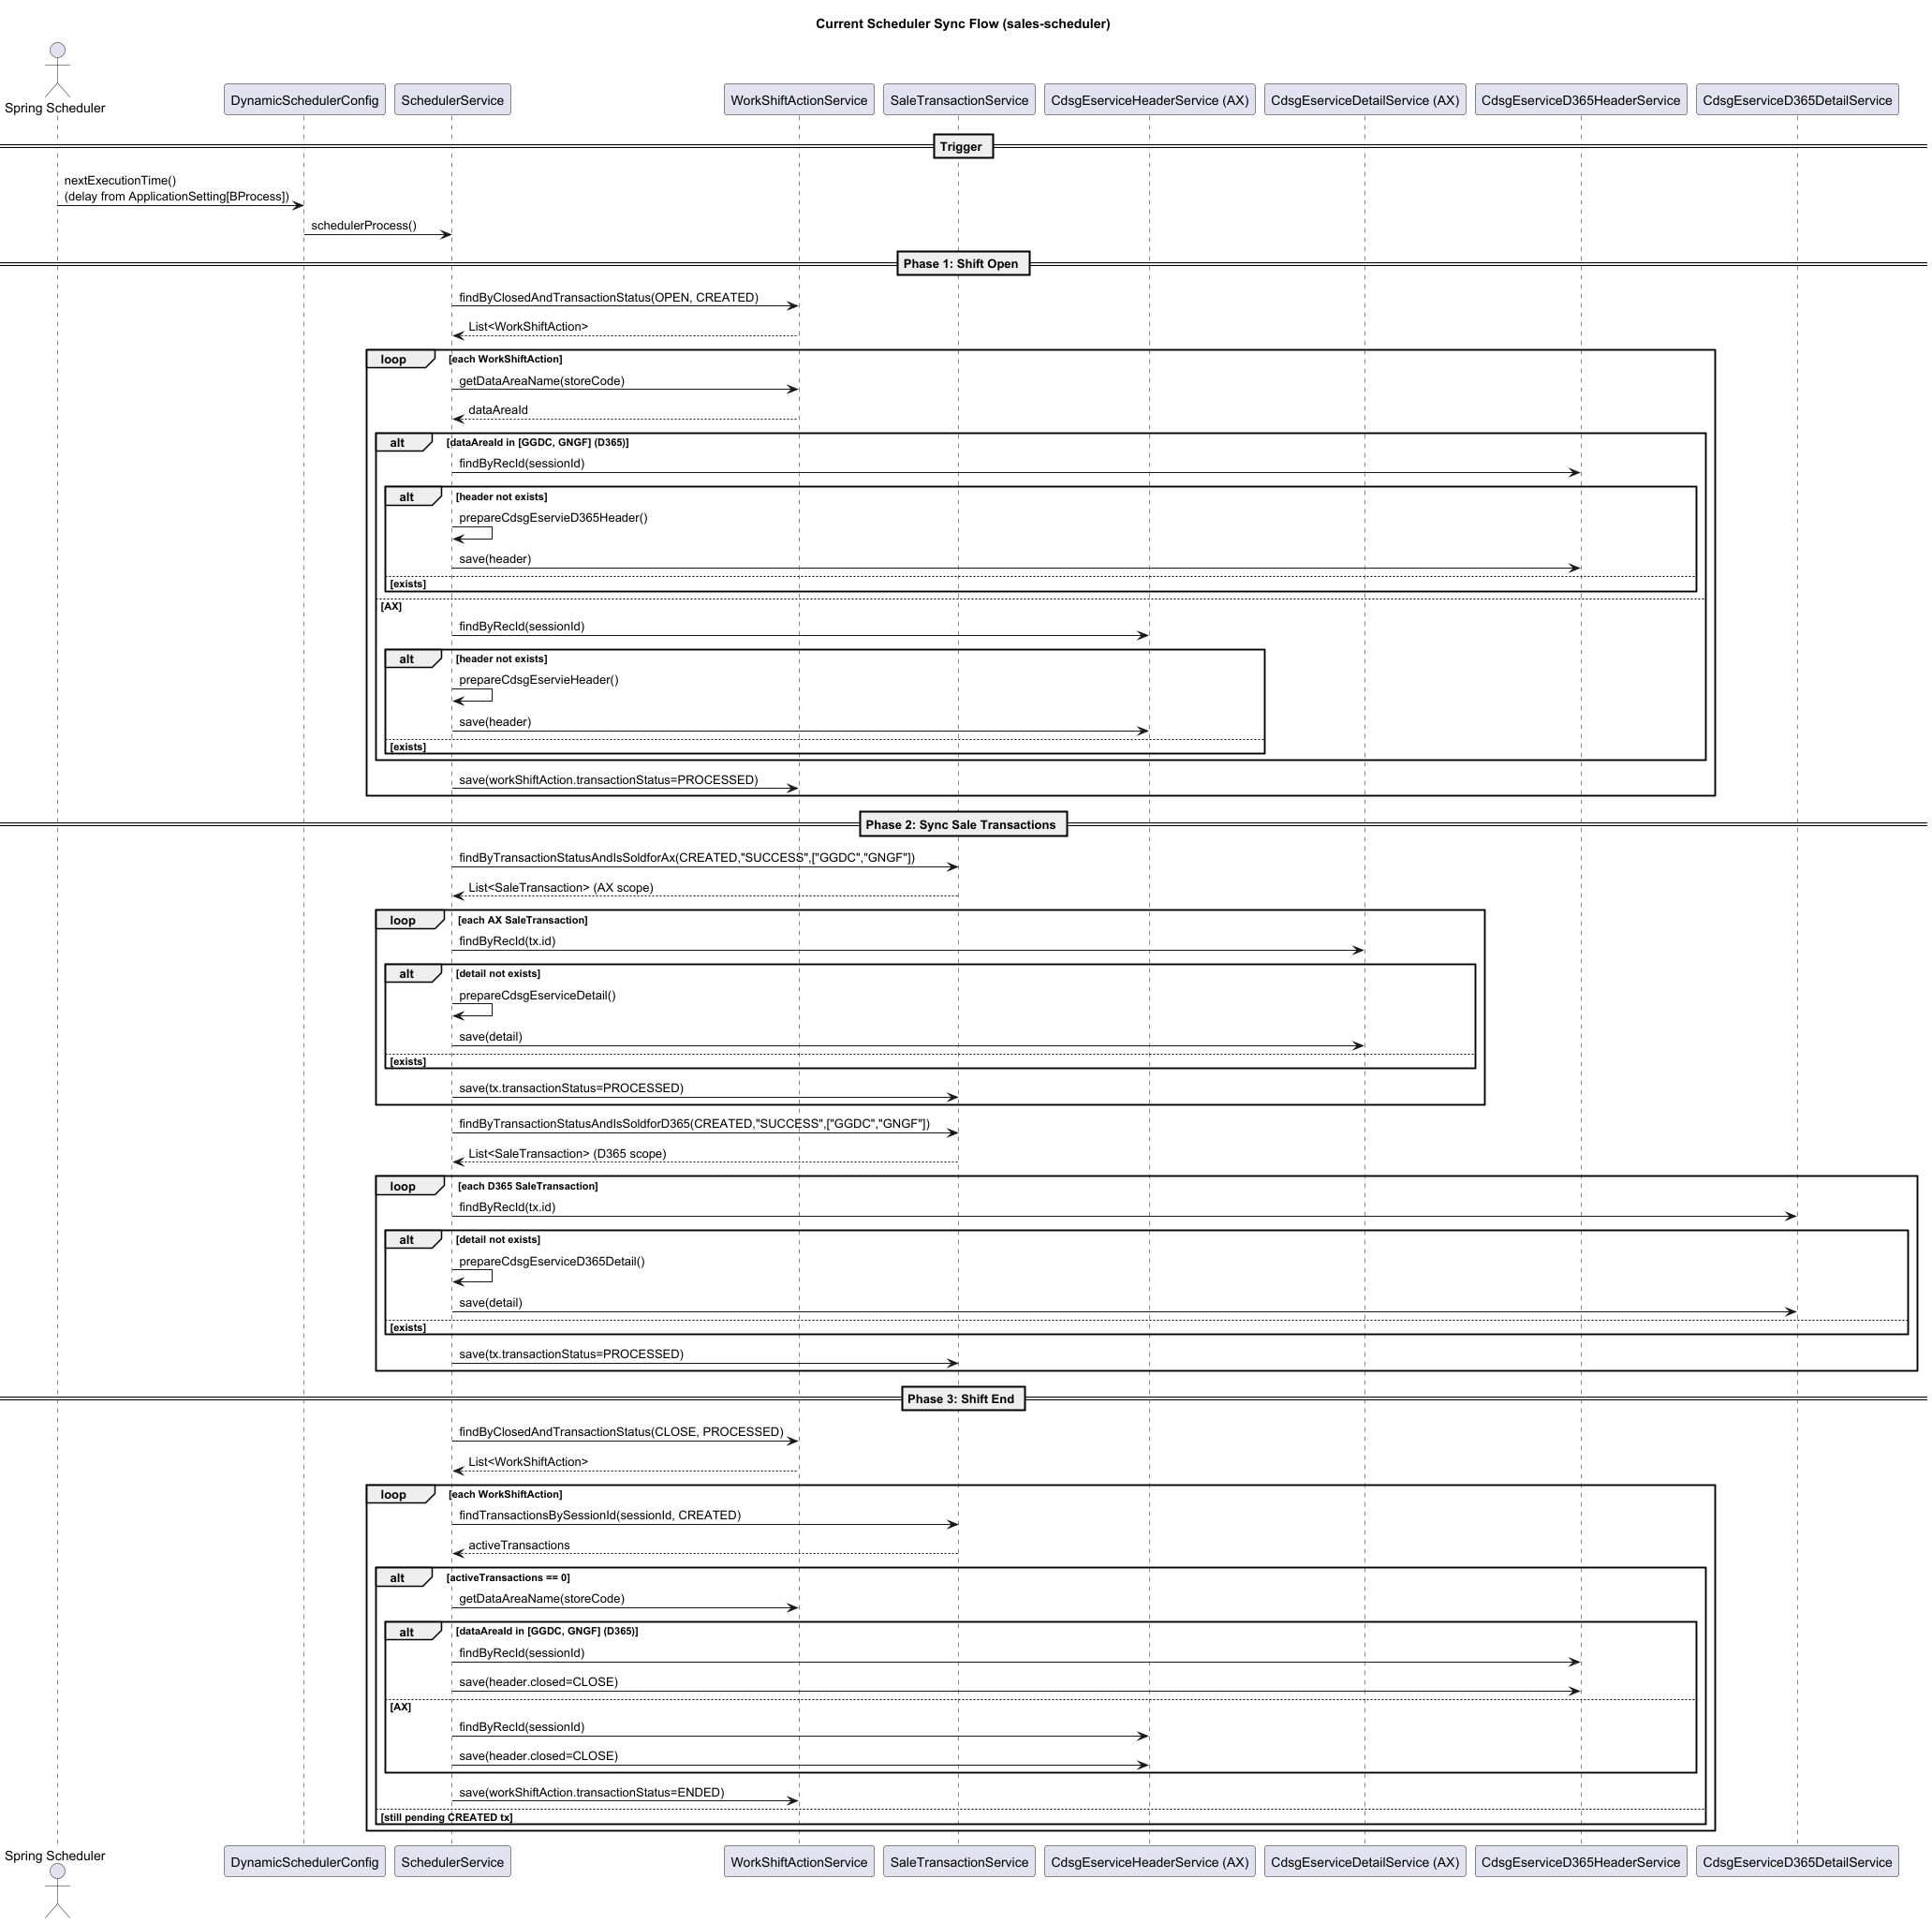 Current Scheduler Sync Flow (sales-scheduler)
Spring Scheduler
DynamicSchedulerConfig
SchedulerService
WorkShiftActionService
SaleTransactionService
CdsgEserviceHeaderService (AX)
CdsgEserviceDetailService (AX)
CdsgEserviceD365HeaderService
CdsgEserviceD365DetailService
Trigger
nextExecutionTime()
(delay from ApplicationSetting[BProcess])
schedulerProcess()
Phase 1: Shift Open
findByClosedAndTransactionStatus(OPEN, CREATED)
List<WorkShiftAction>
loop [each WorkShiftAction]
getDataAreaName(storeCode)
dataAreaId
alt [dataAreaId in [GGDC, GNGF] (D365)]
findByRecId(sessionId)
alt [header not exists]
prepareCdsgEservieD365Header()
save(header)
[exists]
[AX]
findByRecId(sessionId)
alt [header not exists]
prepareCdsgEservieHeader()
save(header)
[exists]
save(workShiftAction.transactionStatus=PROCESSED)
Phase 2: Sync Sale Transactions
findByTransactionStatusAndIsSoldforAx(CREATED,"SUCCESS",["GGDC","GNGF"])
List<SaleTransaction> (AX scope)
loop [each AX SaleTransaction]
findByRecId(tx.id)
alt [detail not exists]
prepareCdsgEserviceDetail()
save(detail)
[exists]
save(tx.transactionStatus=PROCESSED)
findByTransactionStatusAndIsSoldforD365(CREATED,"SUCCESS",["GGDC","GNGF"])
List<SaleTransaction> (D365 scope)
loop [each D365 SaleTransaction]
findByRecId(tx.id)
alt [detail not exists]
prepareCdsgEserviceD365Detail()
save(detail)
[exists]
save(tx.transactionStatus=PROCESSED)
Phase 3: Shift End
findByClosedAndTransactionStatus(CLOSE, PROCESSED)
List<WorkShiftAction>
loop [each WorkShiftAction]
findTransactionsBySessionId(sessionId, CREATED)
activeTransactions
alt [activeTransactions == 0]
getDataAreaName(storeCode)
alt [dataAreaId in [GGDC, GNGF] (D365)]
findByRecId(sessionId)
save(header.closed=CLOSE)
[AX]
findByRecId(sessionId)
save(header.closed=CLOSE)
save(workShiftAction.transactionStatus=ENDED)
[still pending CREATED tx]
Spring Scheduler
DynamicSchedulerConfig
SchedulerService
WorkShiftActionService
SaleTransactionService
CdsgEserviceHeaderService (AX)
CdsgEserviceDetailService (AX)
CdsgEserviceD365HeaderService
CdsgEserviceD365DetailService